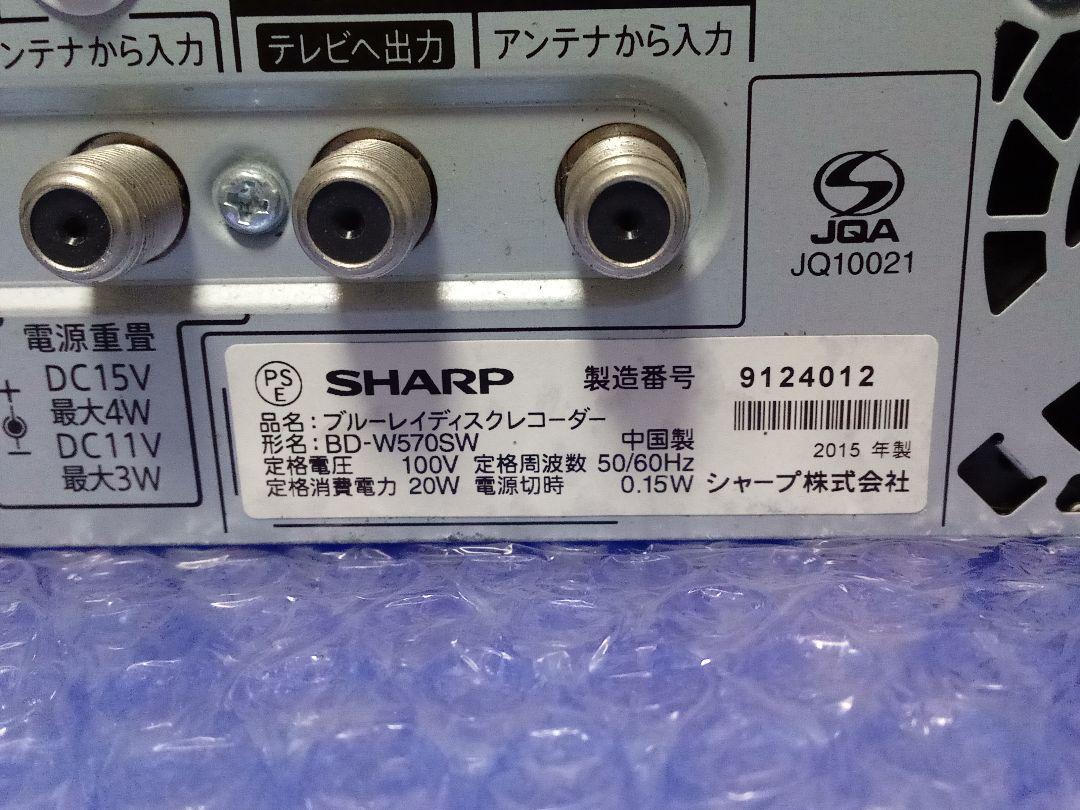 ンテナから入力
テレビへ出力
アンテナから入力
JQA
JQ10021
電源重畳
DC15V
最大4W
DC11V
最大3W
PSE
SHARP
製造番号 9124012
品名：ブルーレイディスクレコーダー
形名：BD-W570SW
中国製
2015 年製
定格電圧 100V 定格周波数 50/60Hz
定格消費電力 20W 電源切時 0.15W
シャープ株式会社